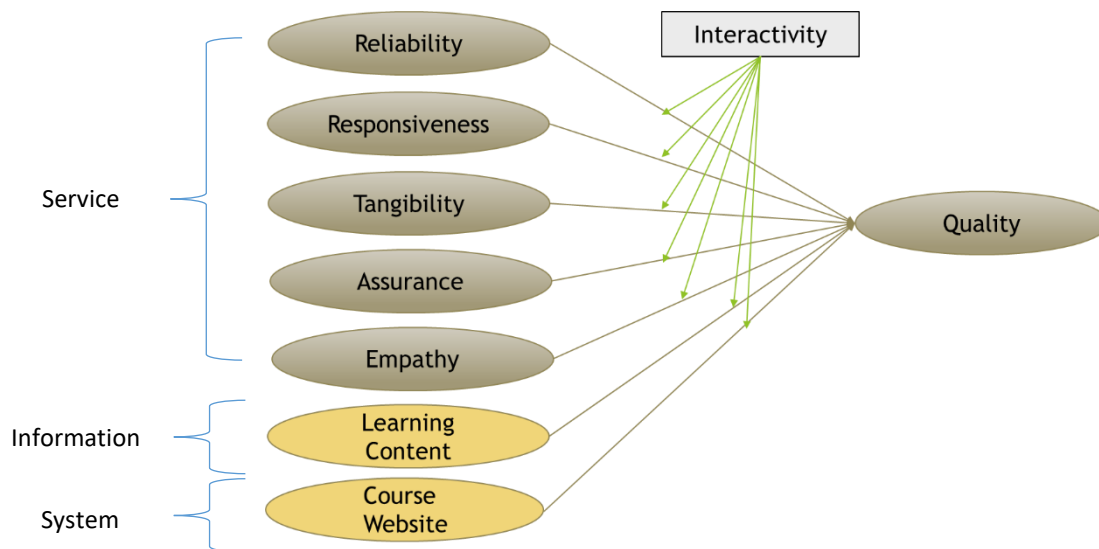 Reliability
Interactivity
Responsiveness
Service
Tangibility
Quality
Assurance
Empathy
Information
Learning
Content
System
Course
Website